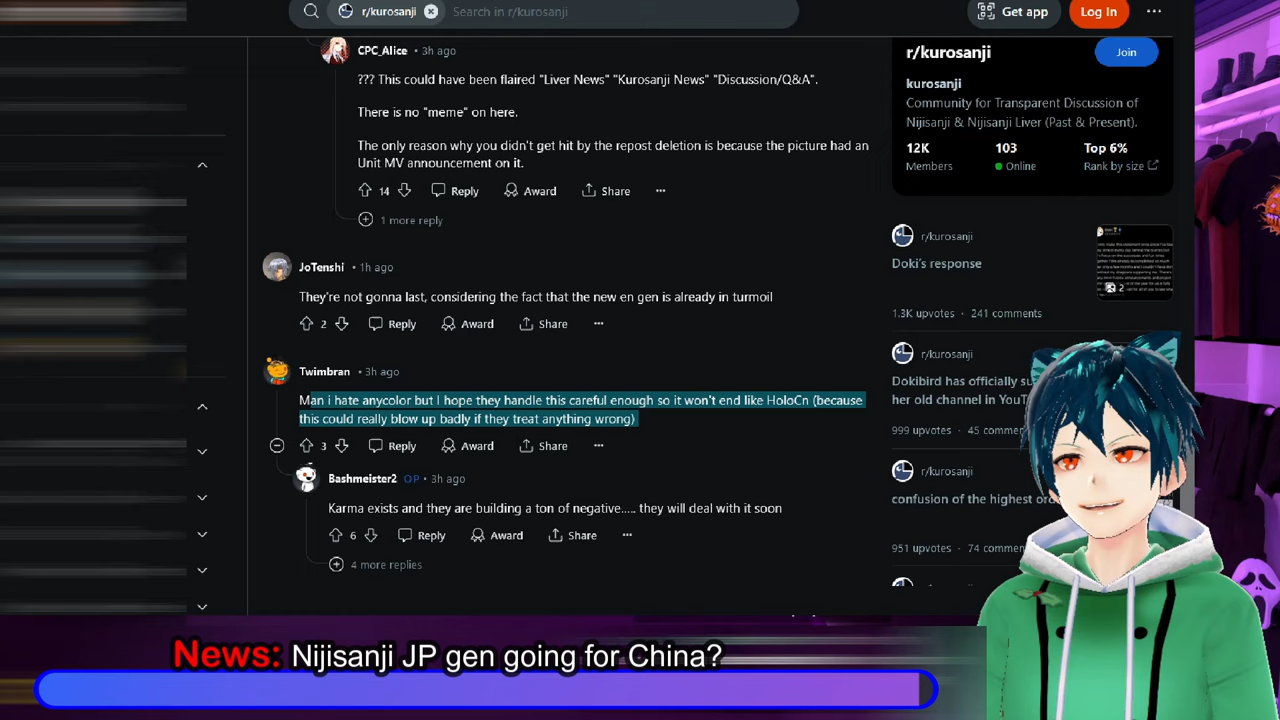 r/kurosanji
Search in r/kurosanji
Get app
Log In
CPC_Alice • 3h ago
??? This could have been flaired "Liver News" "Kurosanji News" "Discussion/Q&A".
There is no "meme" on here.
The only reason why you didn't get hit by the repost deletion is because the picture had an
Unit MV announcement on it.
14 Reply Award Share
1 more reply
JoTenshi • 1h ago
They're not gonna last, considering the fact that the new en gen is already in turmoil
2 Reply Award Share
Twimbran • 3h ago
Man i hate anycolor but I hope they handle this careful enough so it won't end like HoloCn (because
this could really blow up badly if they treat anything wrong)
3 Reply Award Share
Bashmeister2 OP • 3h ago
Karma exists and they are building a ton of negative..... they will deal with it soon
6 Reply Award Share
4 more replies
r/kurosanji
Join
kurosanji
Community for Transparent Discussion of
Nijisanji & Nijisanji Liver (Past & Present).
12K 103 Top 6%
Members Online Rank by size
r/kurosanji
Doki's response
2
1.3K upvotes • 241 comments
r/kurosanji
Dokibird has officially
her old channel in YouT
999 upvotes • 45 comme
r/kurosanji
confusion of the highest
951 upvotes • 74 comme
News: Nijisanji JP gen going for China?